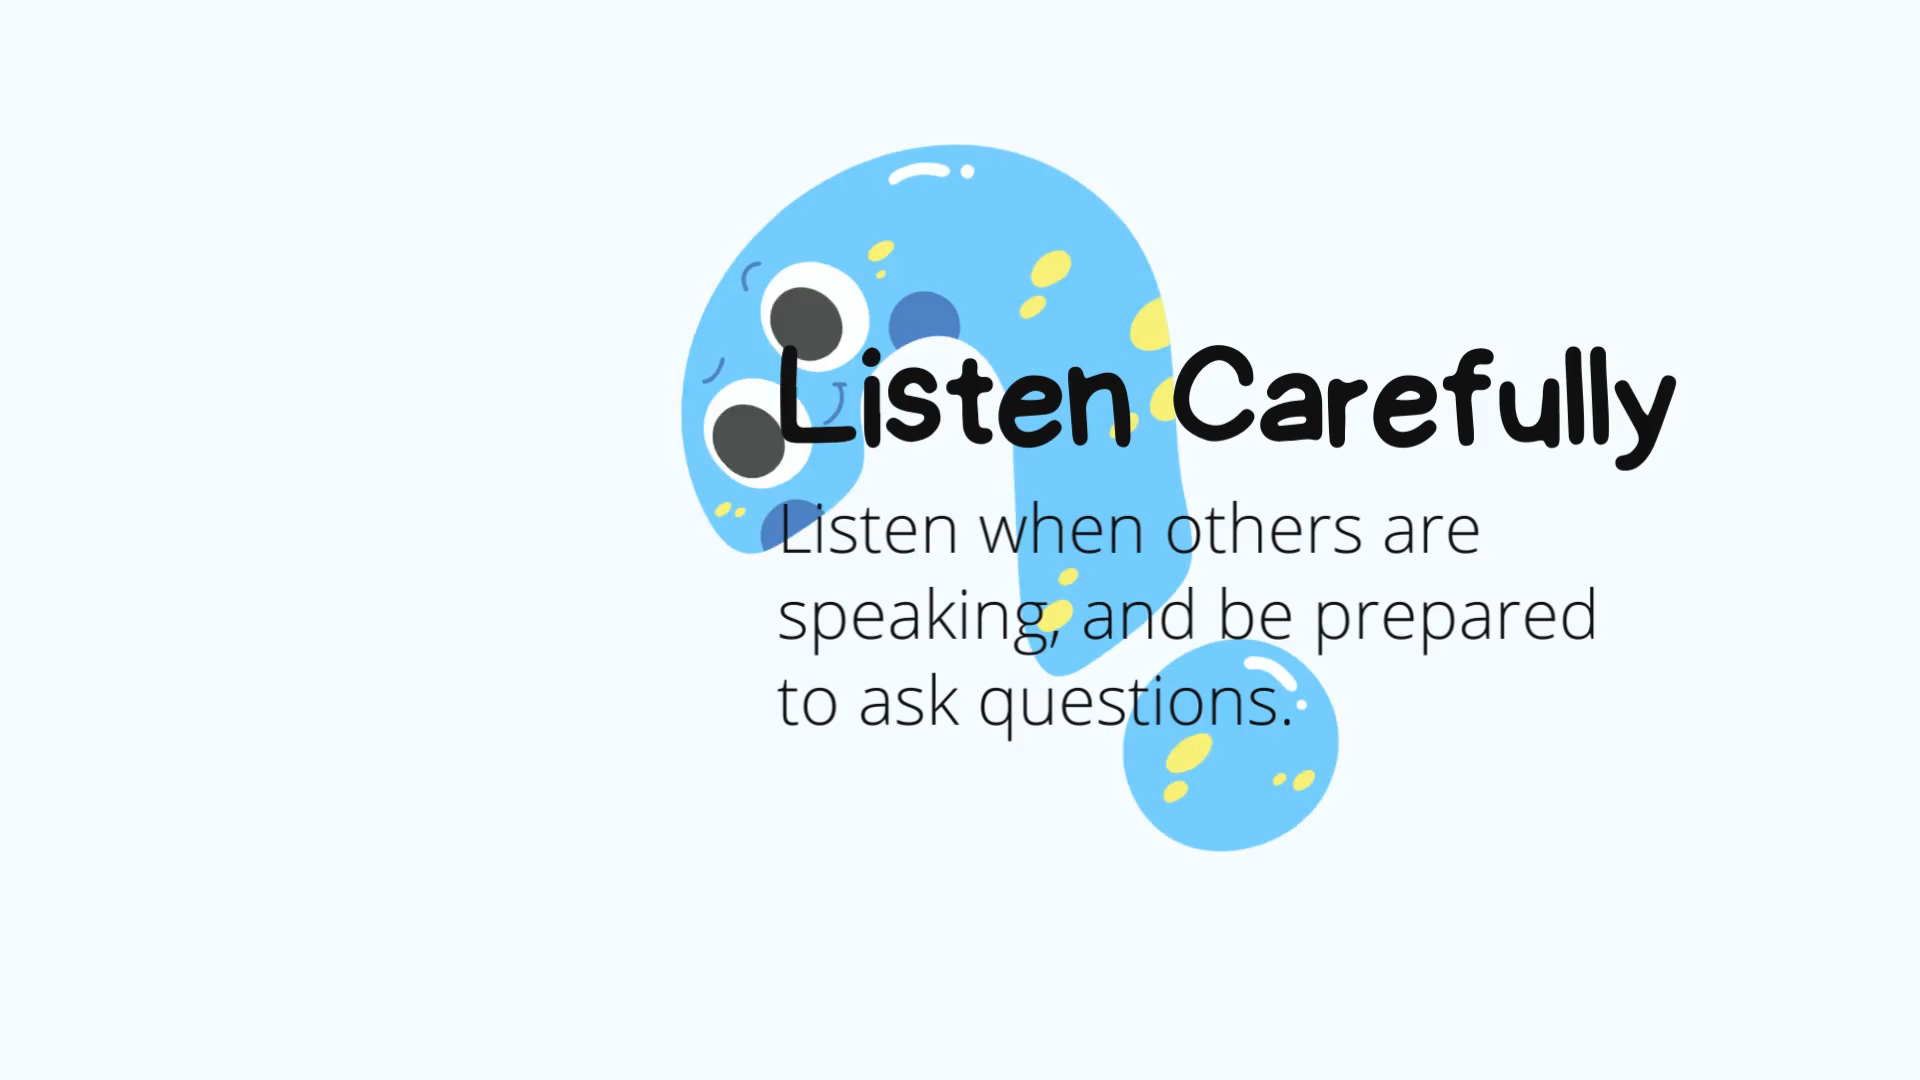 Listen Carefully
Listen when others are
speaking, and be prepared
to ask questions.